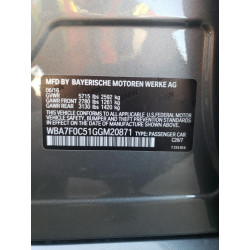 MFD BY BAYERISCHE MOTOREN WERKE AG
06/16
GVWR 5715 lbs 2592 kg
GAWR FRONT 2780 lbs 1261 kg
GAWR REAR 3130 lbs 1420 kg
THIS VEHICLE CONFORMS TO ALL APPLICABLE U.S. FEDERAL MOTOR
VEHICLE SAFETY, BUMPER, AND THEFT PREVENTION STANDARDS
IN EFFECT ON THE DATE OF MANUFACTURE SHOWN ABOVE.
WBA7F0C51GGM20871 TYPE: PASSENGER CAR